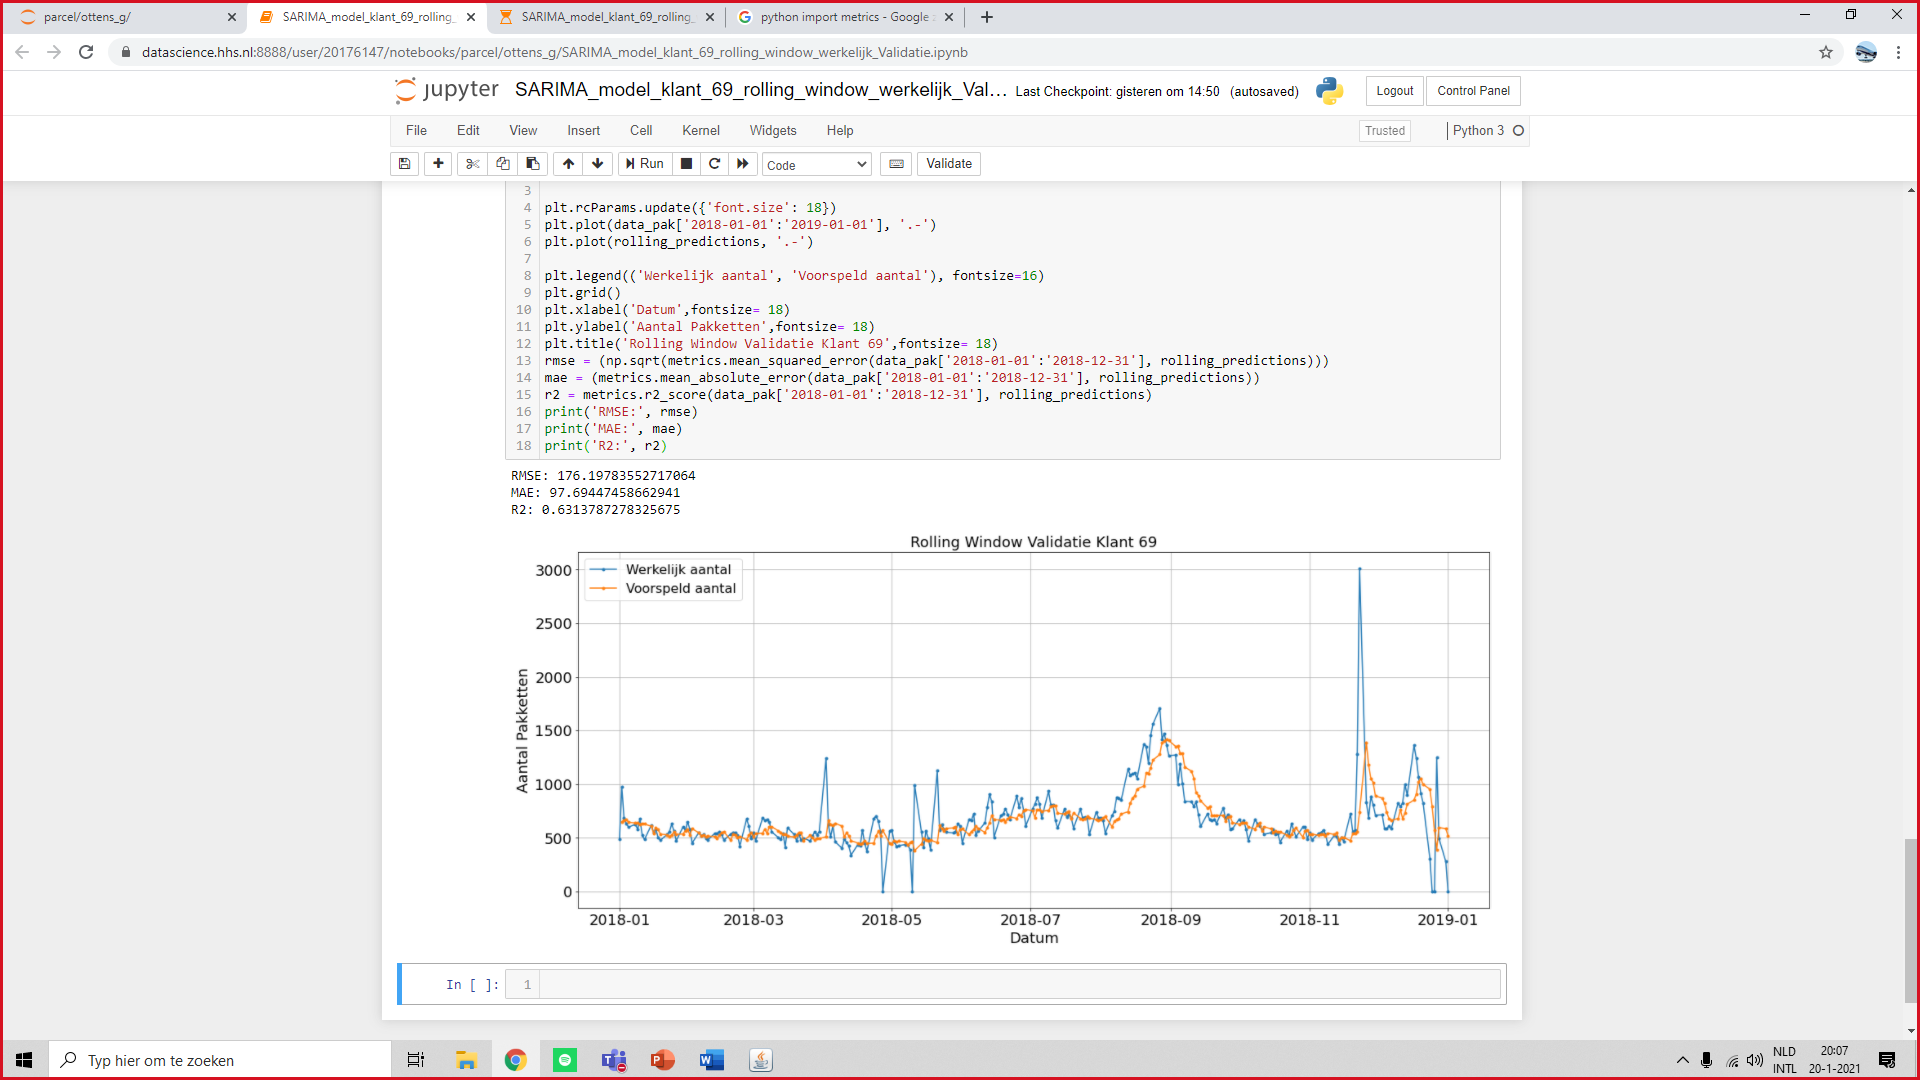 parcel/ottens_g/
SARIMA_model_klant_69_rolling_
SARIMA_model_klant_69_rolling_
python import metrics - Google
datascience.hhs.nl:8888/user/20176147/notebooks/parcel/ottens_g/SARIMA_model_klant_69_rolling_window_werkelijk_Validatie.ipynb
jupyter SARIMA_model_klant_69_rolling_window_werkelijk_Val... Last Checkpoint: gisteren om 14:50 (autosaved)
Logout
Control Panel
File Edit View Insert Cell Kernel Widgets Help
Trusted
Python 3
Run
Code
Validate
3
4 plt.rcParams.update({'font.size': 18})
5 plt.plot(data_pak['2018-01-01':'2019-01-01'], '.-')
6 plt.plot(rolling_predictions, '.-')
7
8 plt.legend(('Werkelijk aantal', 'Voorspeld aantal'), fontsize=16)
9 plt.grid()
10 plt.xlabel('Datum',fontsize= 18)
11 plt.ylabel('Aantal Pakketten',fontsize= 18)
12 plt.title('Rolling Window Validatie Klant 69',fontsize= 18)
13 rmse = (np.sqrt(metrics.mean_squared_error(data_pak['2018-01-01':'2018-12-31'], rolling_predictions)))
14 mae = (metrics.mean_absolute_error(data_pak['2018-01-01':'2018-12-31'], rolling_predictions))
15 r2 = metrics.r2_score(data_pak['2018-01-01':'2018-12-31'], rolling_predictions)
16 print('RMSE:', rmse)
17 print('MAE:', mae)
18 print('R2:', r2)
RMSE: 176.19783552717064
MAE: 97.69447458662941
R2: 0.6313787278325675
Rolling Window Validatie Klant 69
Werkelijk aantal
Voorspeld aantal
3000
2500
2000
1500
1000
500
0
Aantal Pakketten
2018-01 2018-03 2018-05 2018-07 2018-09 2018-11 2019-01
Datum
In [ ]: 1
Typ hier om te zoeken
NLD
INTL
20:07
20-1-2021